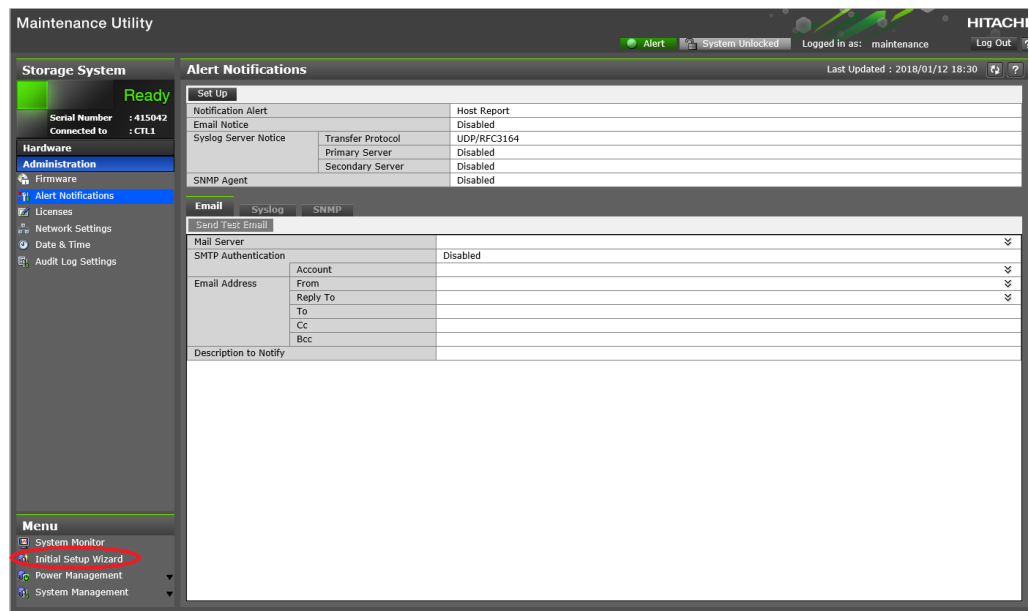 Maintenance Utility
HITACHI
Alert System Unlocked Logged in as: maintenance Log Out ?
Storage System
Ready
Serial Number : 415042
Connected to : CTL1
Hardware
Administration
Firmware
Alert Notifications
Licenses
Network Settings
Date & Time
Audit Log Settings
Menu
System Monitor
Initial Setup Wizard
Power Management
System Management
Alert Notifications Last Updated : 2018/01/12 18:30 ?
Set Up
Notification Alert Host Report
Email Notice Disabled
Syslog Server Notice Transfer Protocol UDP/RFC3164
Primary Server Disabled
Secondary Server Disabled
SNMP Agent Disabled
Email Syslog SNMP
Send Test Email
Mail Server
SMTP Authentication Disabled
Account
Email Address From
Reply To
To
Cc
Bcc
Description to Notify